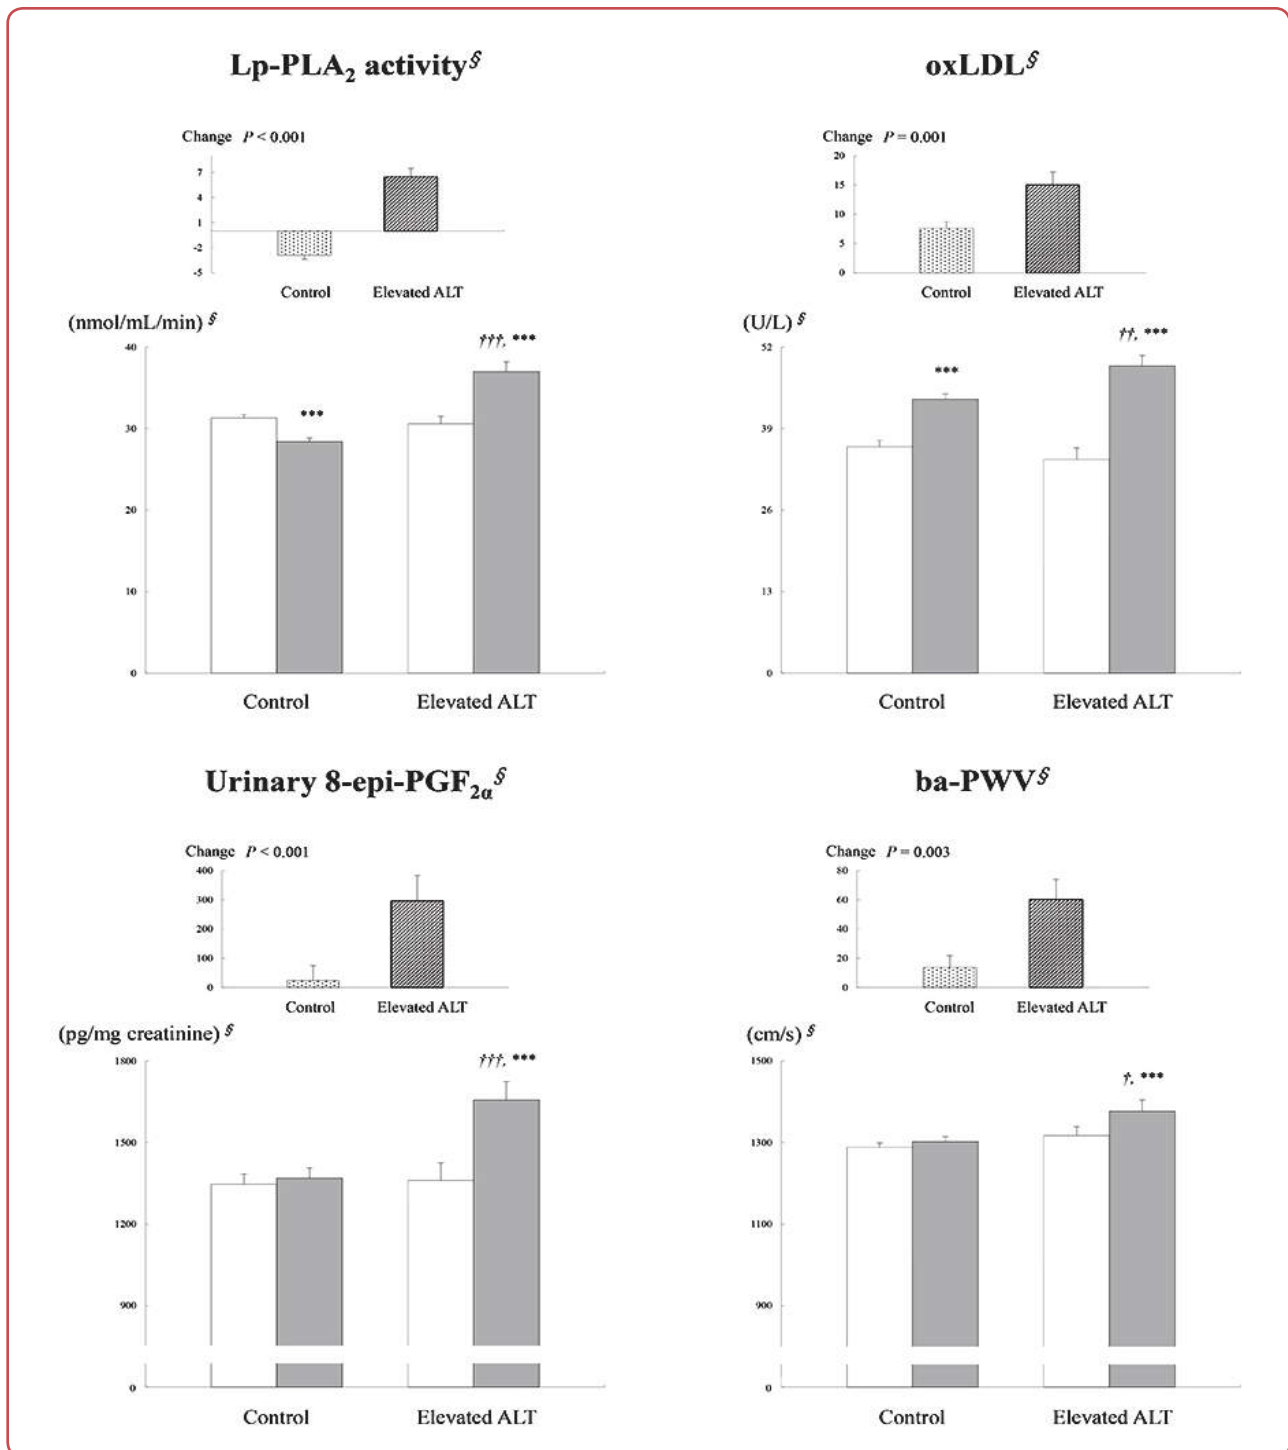 Lp-PLA₂ activity§
Change P < 0.001
7
4
1
-2
-5
Control Elevated ALT
(nmol/mL/min) §
†††, ***
***
40
30
20
10
0
Control Elevated ALT
oxLDL§
Change P = 0.001
20
15
10
5
0
Control Elevated ALT
(U/L) §
††, ***
***
52
39
26
13
0
Control Elevated ALT
Urinary 8-epi-PGF₂α§
Change P < 0.001
400
300
200
100
0
Control Elevated ALT
(pg/mg creatinine) §
†††, ***
1800
1500
1200
900
0
Control Elevated ALT
ba-PWV§
Change P = 0.003
80
60
40
20
0
Control Elevated ALT
(cm/s) §
†, ***
1500
1300
1100
900
0
Control Elevated ALT